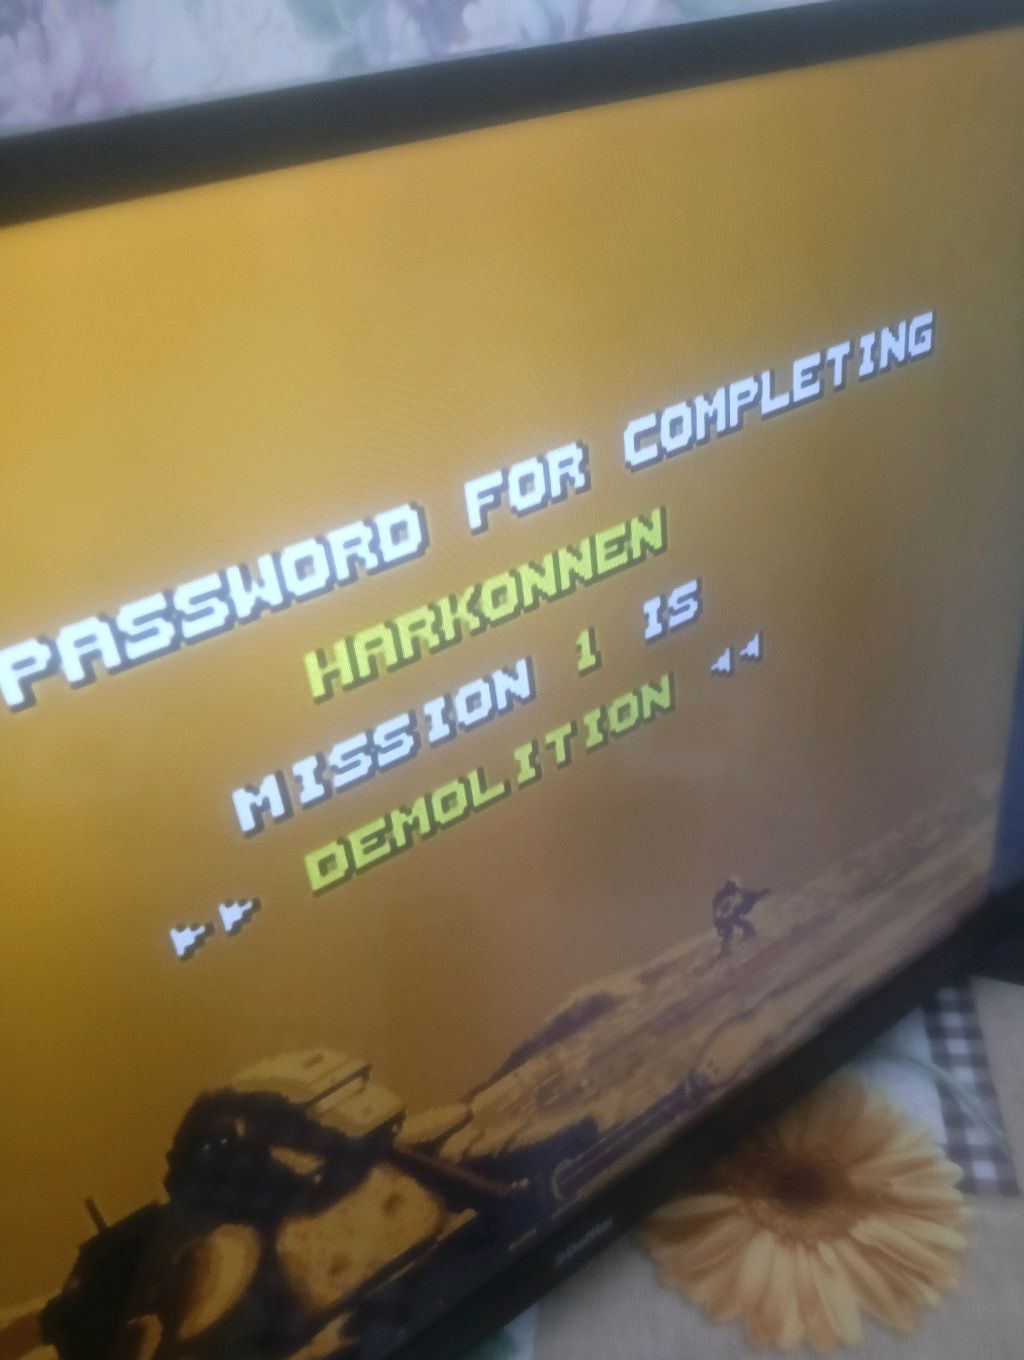 PASSWORD FOR COMPLETING
HARKONNEN
MISSION 1 IS
DEMOLITION